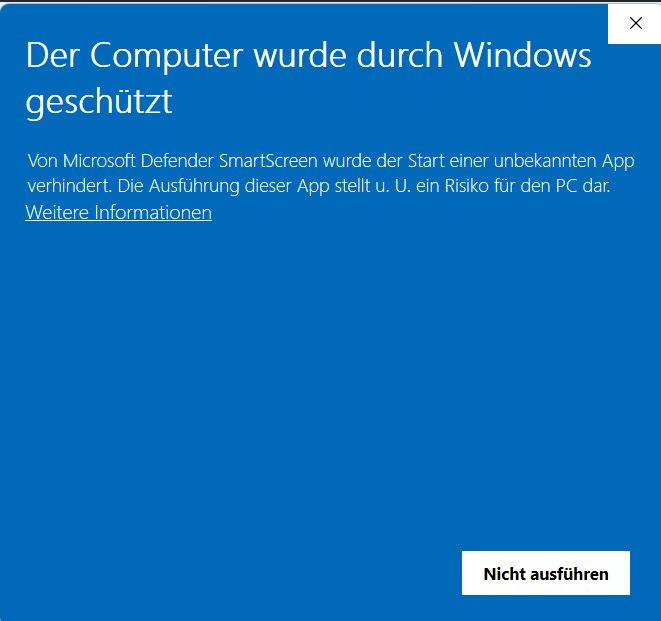 Der Computer wurde durch Windows
geschützt
Von Microsoft Defender SmartScreen wurde der Start einer unbekannten App
verhindert. Die Ausführung dieser App stellt u. U. ein Risiko für den PC dar.
Weitere Informationen
Nicht ausführen